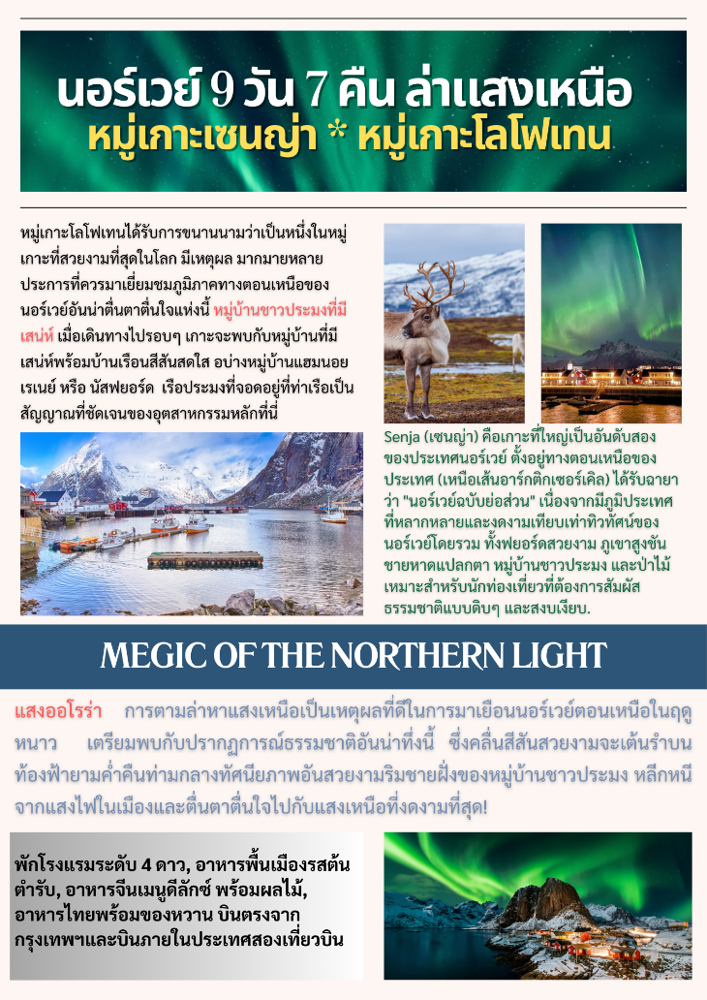 นอร์เวย์ 9 วัน 7 คืน ล่าแสงเหนือ
หมู่เกาะเซนญ่า * หมู่เกาะโลโฟเทน
หมู่เกาะโลโฟเทนได้รับการขนานนามว่าเป็นหนึ่งในหมู่
เกาะที่สวยงามที่สุดในโลก มีเหตุผล มากมายหลาย
ประการที่ควรมาเยี่ยมชมภูมิภาคทางตอนเหนือของ
นอร์เวย์อันน่าตื่นตาตื่นใจแห่งนี้ หมู่บ้านชาวประมงที่มี
เสน่ห์ เมื่อเดินทางไปรอบๆ เกาะจะพบกับหมู่บ้านที่มี
เสน่ห์พร้อมบ้านเรือนสีสันสดใส อบ่างหมู่บ้านแฮมนอย
เรเนย์ หรือ นัสฟยอร์ด เรือประมงที่จอดอยู่ที่ท่าเรือเป็น
สัญญาณที่ชัดเจนของอุตสาหกรรมหลักที่นี่
Senja (เซนญ่า) คือเกาะที่ใหญ่เป็นอันดับสอง
ของประเทศนอร์เวย์ ตั้งอยู่ทางตอนเหนือของ
ประเทศ (เหนือเส้นอาร์กติกเซอร์เคิล) ได้รับฉายา
ว่า "นอร์เวย์ฉบับย่อส่วน" เนื่องจากมีภูมิประเทศ
ที่หลากหลายและงดงามเทียบเท่าทิวทัศน์ของ
นอร์เวย์โดยรวม ทั้งฟยอร์ดสวยงาม ภูเขาสูงชัน
ชายหาดแปลกตา หมู่บ้านชาวประมง และป่าไม้
เหมาะสำหรับนักท่องเที่ยวที่ต้องการสัมผัส
ธรรมชาติแบบดิบๆ และสงบเงียบ.
MEGIC OF THE NORTHERN LIGHT
แสงออโรร่า การตามล่าหาแสงเหนือเป็นเหตุผลที่ดีในการมาเยือนนอร์เวย์ตอนเหนือในฤดู
หนาว เตรียมพบกับปรากฏการณ์ธรรมชาติอันน่าทึ่งนี้ ซึ่งคลื่นสีสันสวยงามจะเต้นรำบน
ท้องฟ้ายามค่ำคืนท่ามกลางทัศนียภาพอันสวยงามริมชายฝั่งของหมู่บ้านชาวประมง หลีกหนี
จากแสงไฟในเมืองและตื่นตาตื่นใจไปกับแสงเหนือที่งดงามที่สุด!
พักโรงแรมระดับ 4 ดาว, อาหารพื้นเมืองรสต้น
ตำรับ, อาหารจีนเมนูดีลักซ์ พร้อมผลไม้,
อาหารไทยพร้อมของหวาน บินตรงจาก
กรุงเทพฯและบินภายในประเทศสองเที่ยวบิน